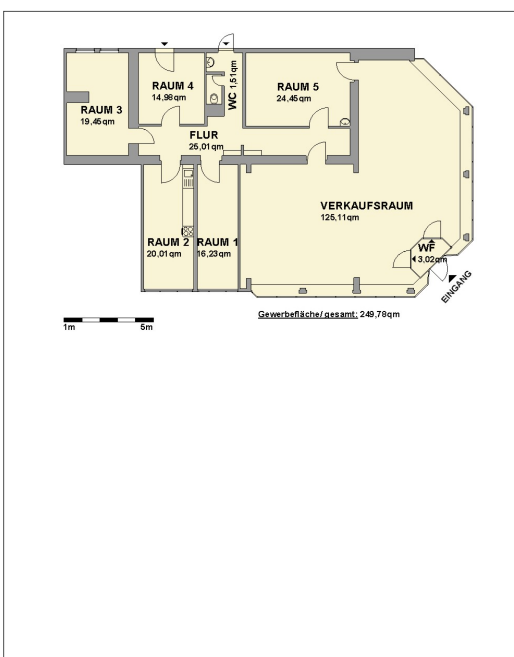 RAUM 4
14,98qm
WC 1,51qm
RAUM 5
24,45qm
RAUM 3
19,45qm
FLUR
25,01qm
VERKAUFSRAUM
125,11qm
RAUM 2
20,01qm
RAUM 1
16,23qm
WF
3,02qm
EINGANG
1m 5m
Gewerbefläche/ gesamt: 249,78qm